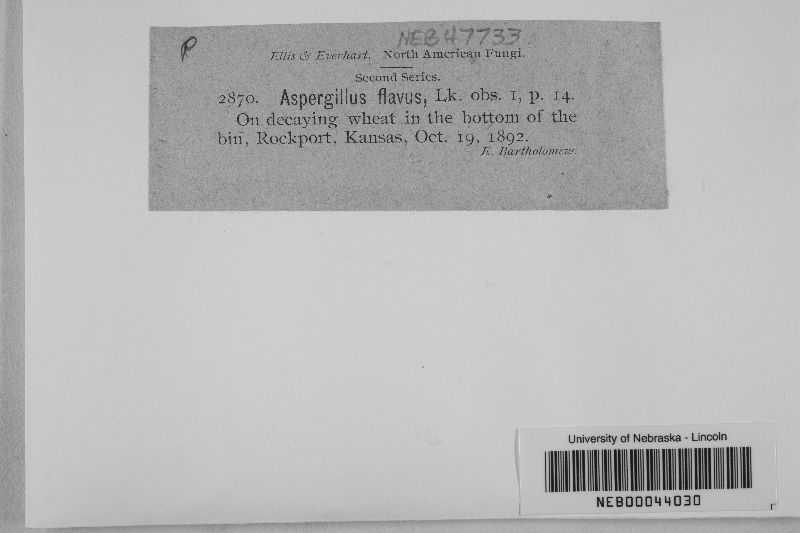 P
NEB47733
Ellis & Everhart, North American Fungi.
Second Series.
2870. Aspergillus flavus, Lk. obs. 1, p. 14.
On decaying wheat in the bottom of the
bin, Rockport, Kansas, Oct. 19, 1892.
E. Bartholomew.
University of Nebraska - Lincoln
NEB00044030